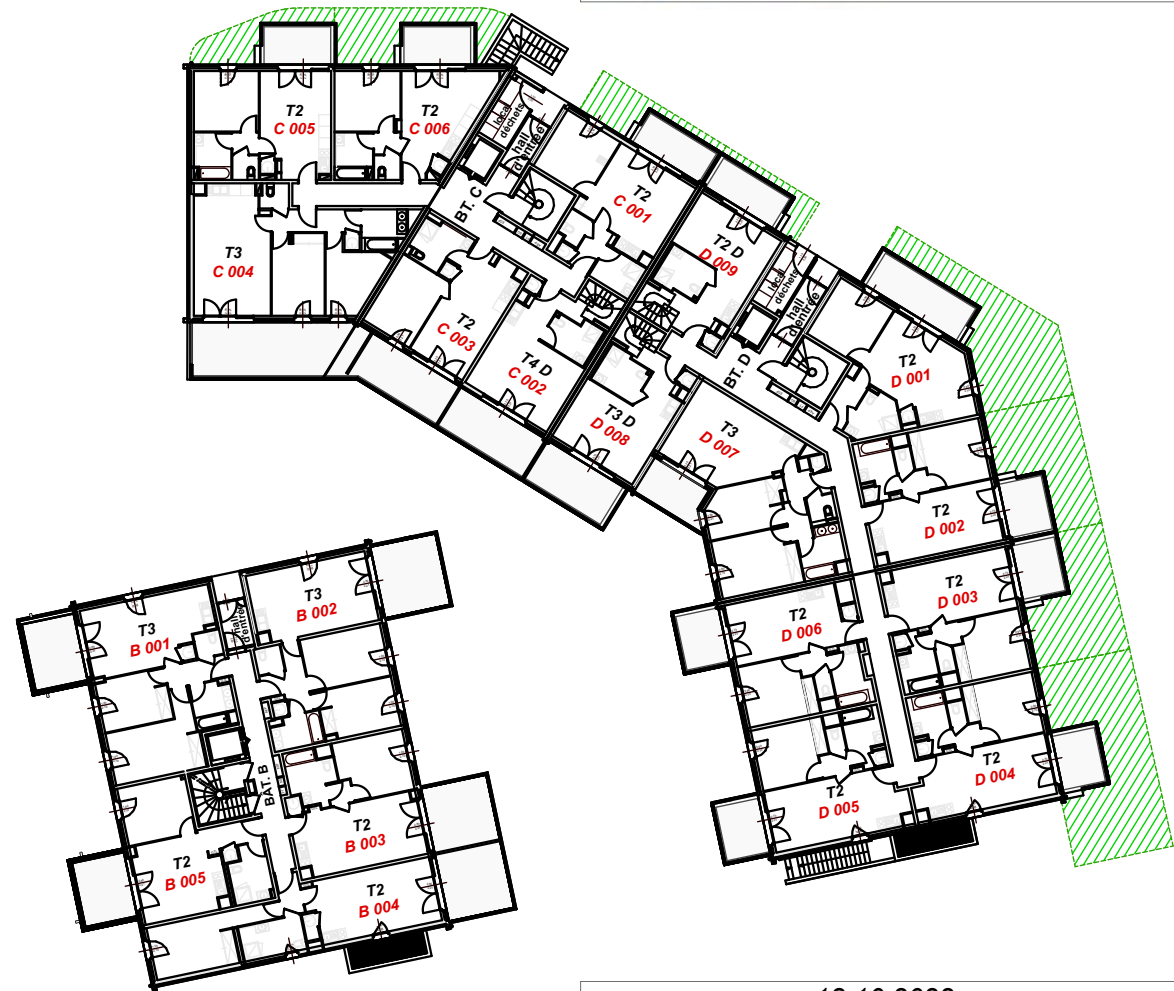 T2
C 005
T2
C 006
local
déchets
hall
d'entrée
T2
C 001
BT. C
T3
C 004
T2 D
D 009
local
déchets
hall
d'entrée
T2
C 003
T4 D
C 002
BT. D
T2
D 001
T3 D
D 008
T3
D 007
T2
D 002
T2
D 003
T2
D 006
T3
B 002
hall
d'entrée
T3
B 001
BAT. B
T2
D 004
T2
D 005
T2
B 003
T2
B 005
T2
B 004